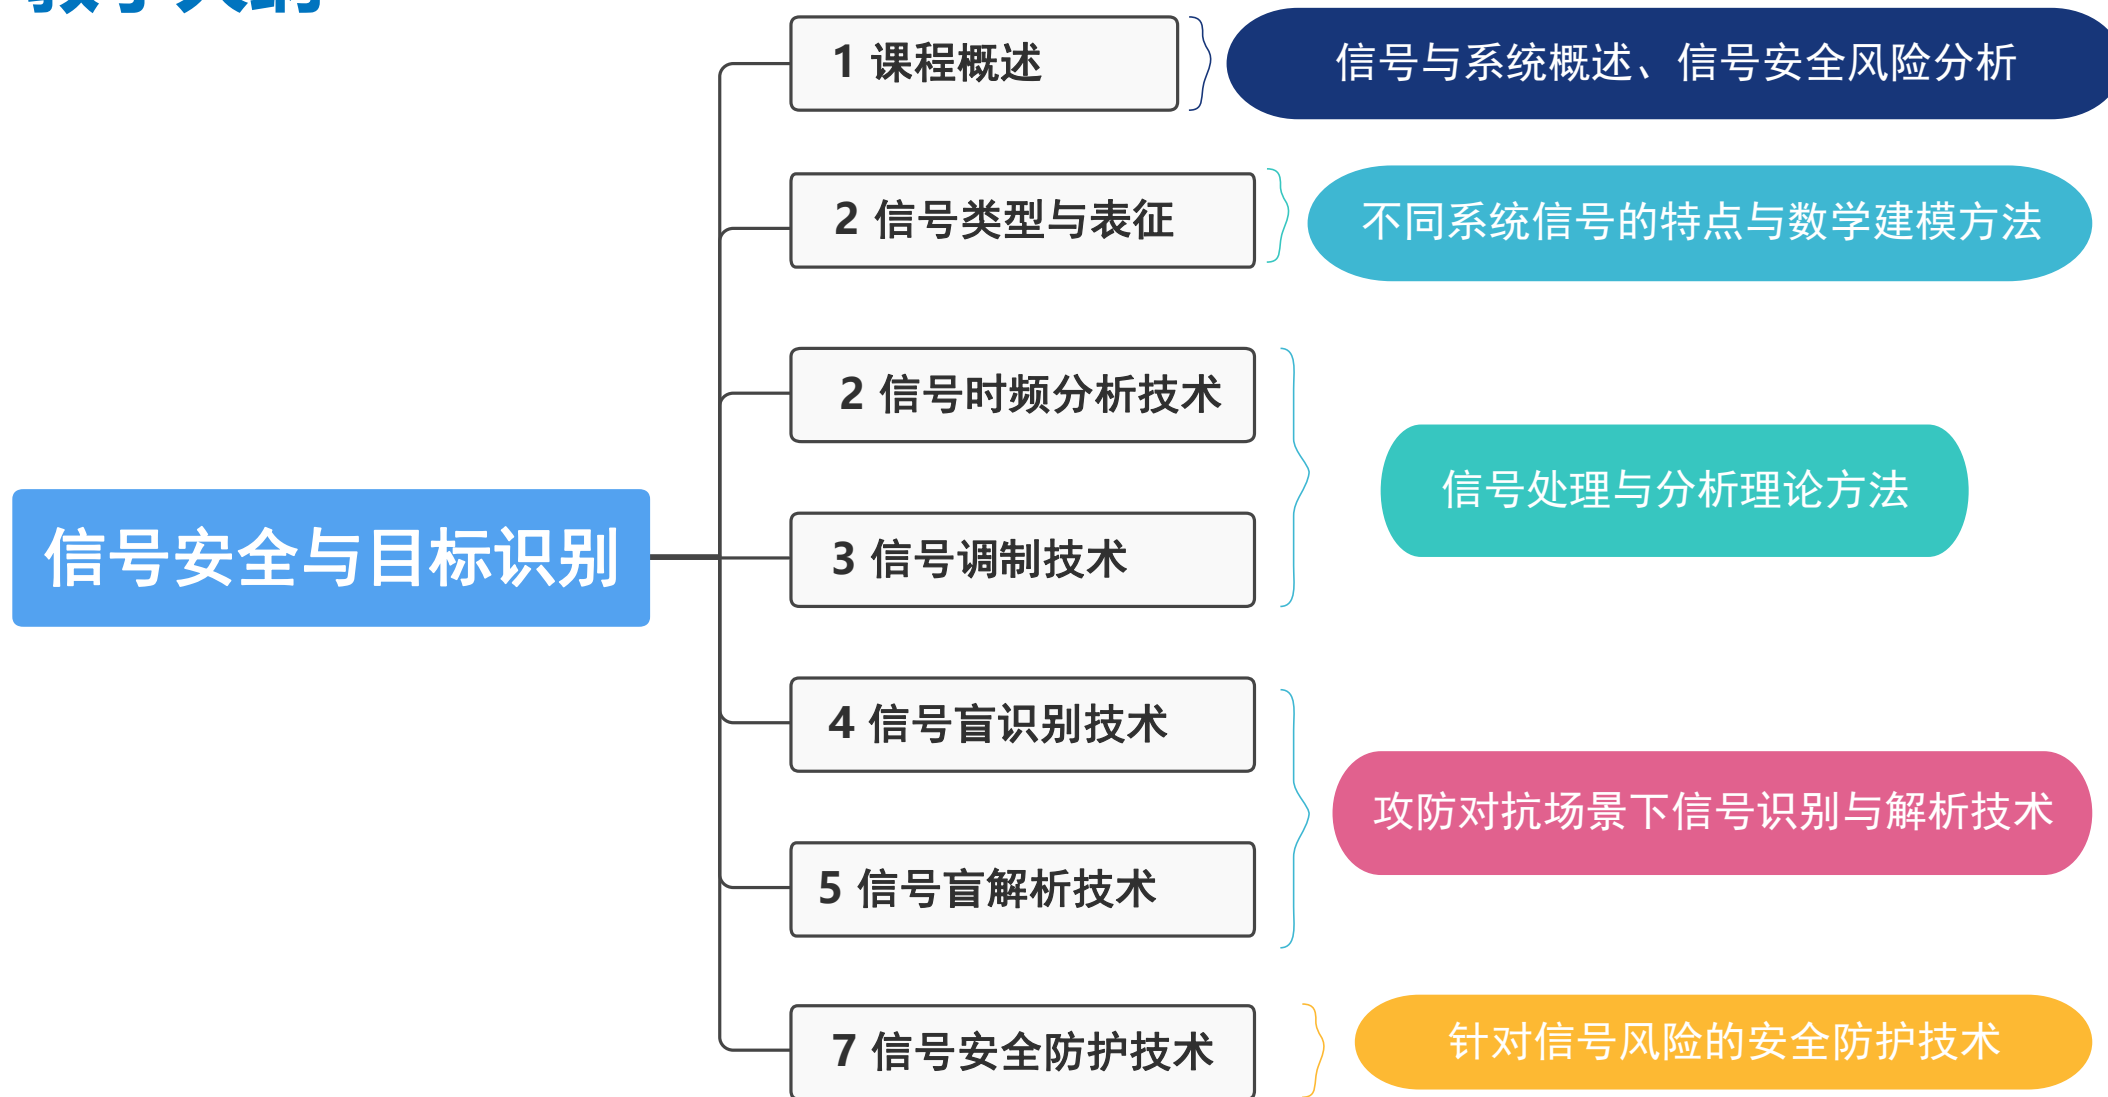 教学大纲
1 课程概述
信号与系统概述、信号安全风险分析
2 信号类型与表征
不同系统信号的特点与数学建模方法
2 信号时频分析技术
信号处理与分析理论方法
3 信号调制技术
信号安全与目标识别
4 信号盲识别技术
攻防对抗场景下信号识别与解析技术
5 信号盲解析技术
7 信号安全防护技术
针对信号风险的安全防护技术